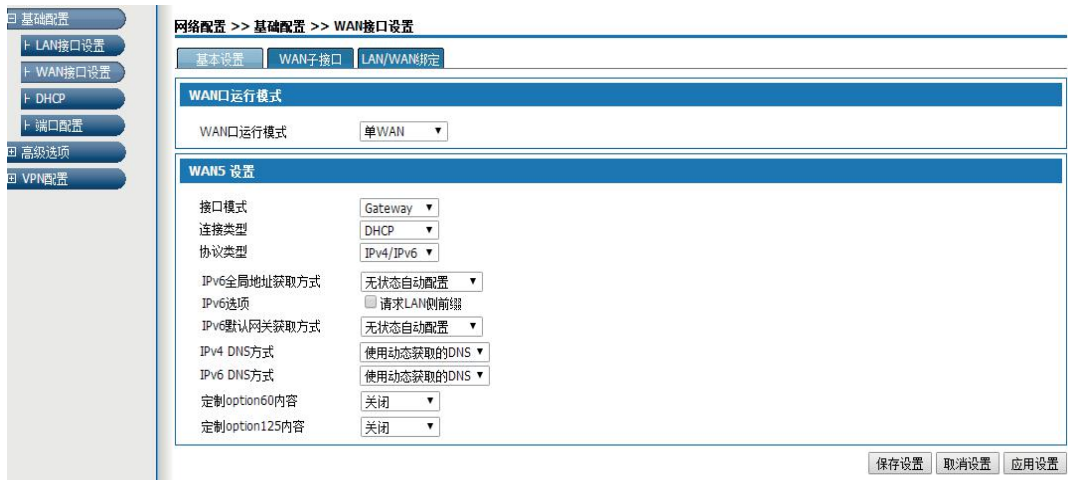 基础配置
LAN接口设置
WAN接口设置
DHCP
端口配置
高级选项
VPN配置
网络配置 >> 基础配置 >> WAN接口设置
基本设置 WAN子接口 LAN/WAN绑定
WAN口运行模式
WAN口运行模式 单WAN
WAN5 设置
接口模式 Gateway
连接类型 DHCP
协议类型 IPv4/IPv6
IPv6全局地址获取方式 无状态自动配置
IPv6选项 请求LAN侧前缀
IPv6默认网关获取方式 无状态自动配置
IPv4 DNS方式 使用动态获取的DNS
IPv6 DNS方式 使用动态获取的DNS
定制option60内容 关闭
定制option125内容 关闭
保存设置 取消设置 应用设置